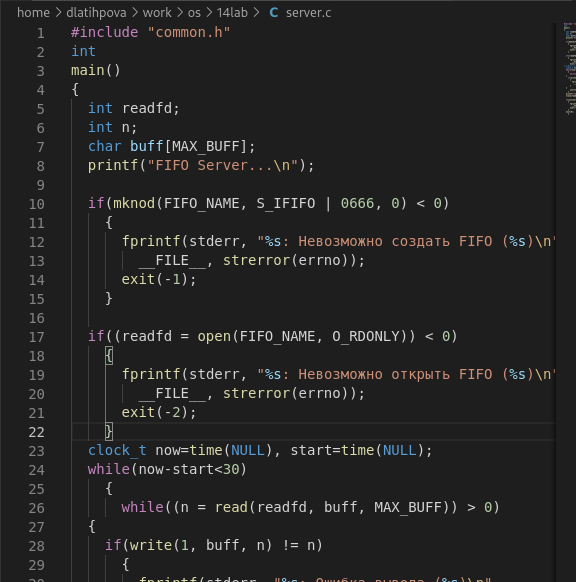 home > dlatihpova > work > os > 14lab > C server.c
1 #include "common.h"
2 int
3 main()
4 {
5 int readfd;
6 int n;
7 char buff[MAX_BUFF];
8 printf("FIFO Server...\n");
9
10 if(mknod(FIFO_NAME, S_IFIFO | 0666, 0) < 0)
11 {
12 fprintf(stderr, "%s: Невозможно создать FIFO (%s)\n"
13 __FILE__, strerror(errno));
14 exit(-1);
15 }
16
17 if((readfd = open(FIFO_NAME, O_RDONLY)) < 0)
18 {
19 fprintf(stderr, "%s: Невозможно открыть FIFO (%s)\n"
20 __FILE__, strerror(errno));
21 exit(-2);
22 }
23 clock_t now=time(NULL), start=time(NULL);
24 while(now-start<30)
25 {
26 while((n = read(readfd, buff, MAX_BUFF)) > 0)
27 {
28 if(write(1, buff, n) != n)
29 {
fprintf(stderr, "%s: Ошибка вывода (%s)\n"